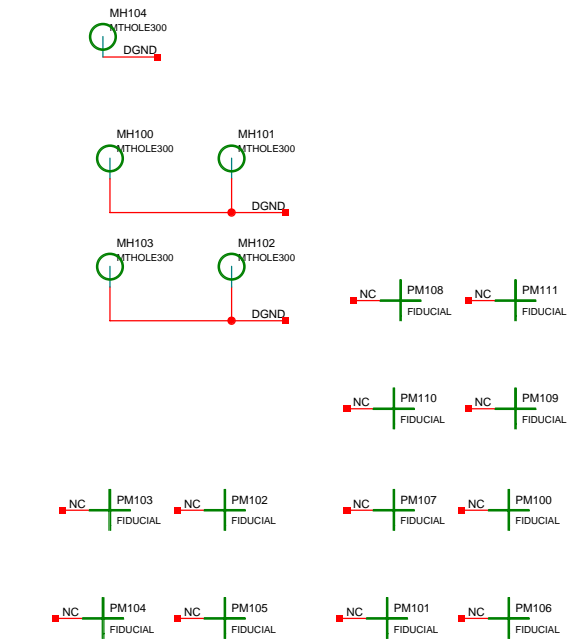 MH104
MTHOLE300
DGND
MH100
MTHOLE300
MH101
MTHOLE300
DGND
MH103
MTHOLE300
MH102
MTHOLE300
DGND
NC
PM108
FIDUCIAL
NC
PM111
FIDUCIAL
NC
PM110
FIDUCIAL
NC
PM109
FIDUCIAL
NC
PM103
FIDUCIAL
NC
PM102
FIDUCIAL
NC
PM107
FIDUCIAL
NC
PM100
FIDUCIAL
NC
PM104
FIDUCIAL
NC
PM105
FIDUCIAL
NC
PM101
FIDUCIAL
NC
PM106
FIDUCIAL